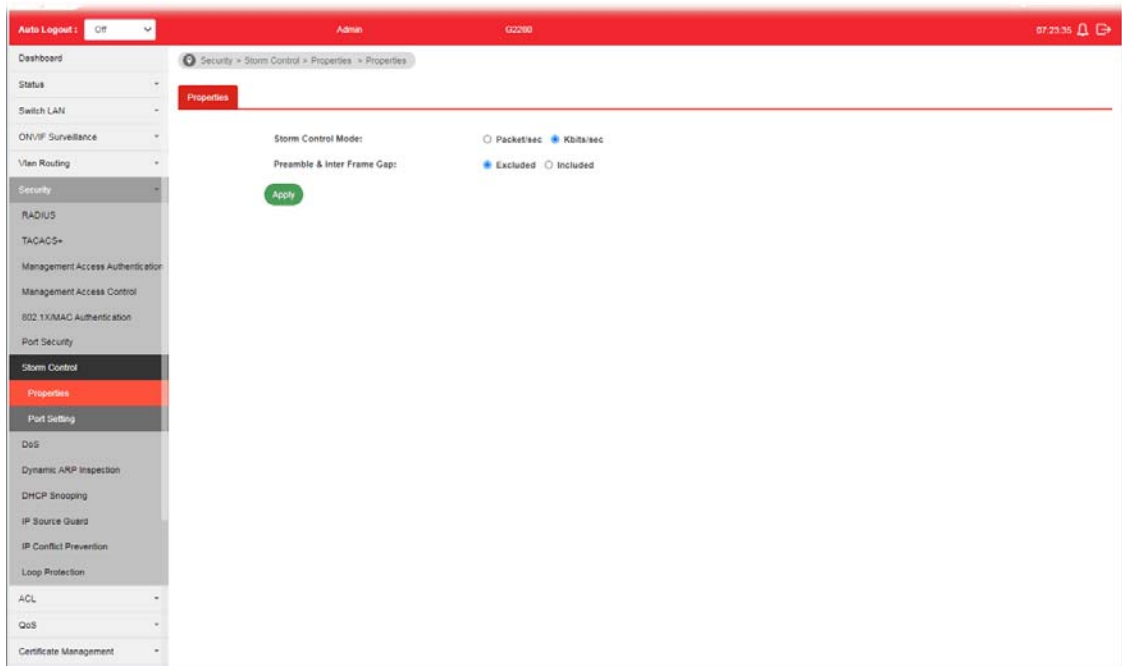 Auto Logout : Off Admin G2280 07:23:35
Dashboard
Security » Storm Control » Properties » Properties
Status
Switch LAN
Properties
ONVIF Surveillance
Storm Control Mode: Packet/sec Kbits/sec
Vlan Routing
Preamble & Inter Frame Gap: Excluded Included
Security
Apply
RADIUS
TACACS+
Management Access Authentication
Management Access Control
802.1X/MAC Authentication
Port Security
Storm Control
Properties
Port Setting
DoS
Dynamic ARP Inspection
DHCP Snooping
IP Source Guard
IP Conflict Prevention
Loop Protection
ACL
QoS
Certificate Management